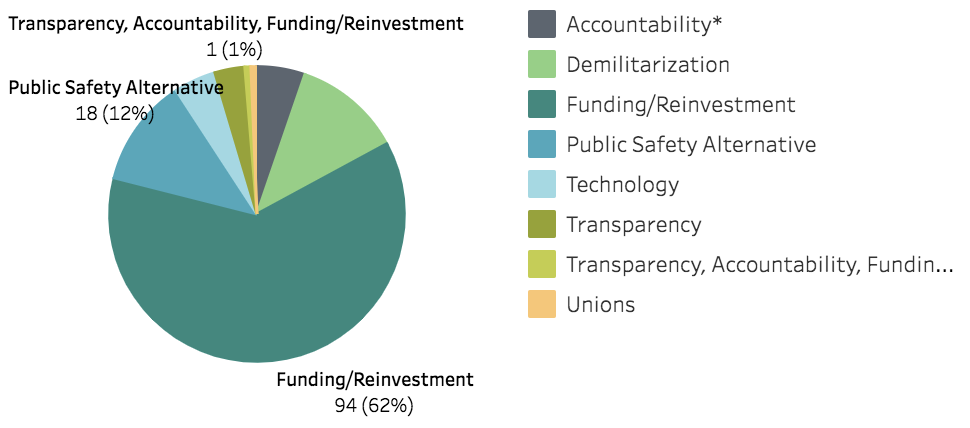 Transparency, Accountability, Funding/Reinvestment
1 (1%)
Public Safety Alternative
18 (12%)
Funding/Reinvestment
94 (62%)
Accountability*
Demilitarization
Funding/Reinvestment
Public Safety Alternative
Technology
Transparency
Transparency, Accountability, Fundin...
Unions